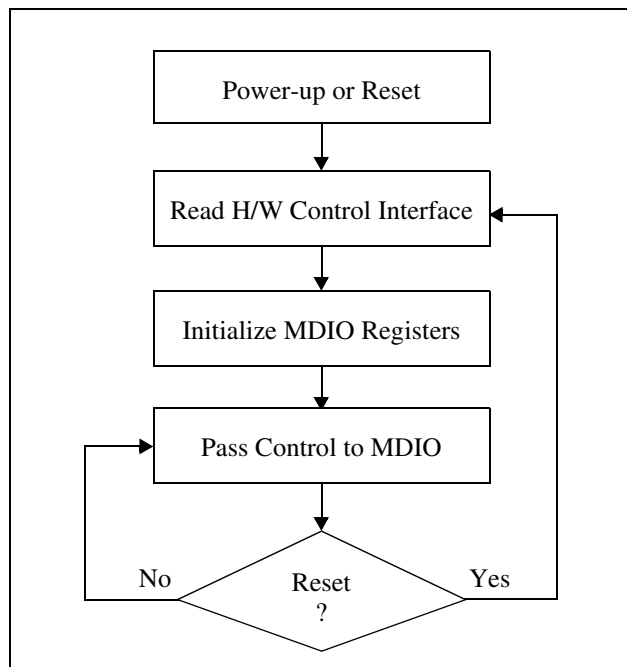 Power-up or Reset
Read H/W Control Interface
Initialize MDIO Registers
Pass Control to MDIO
No
Reset
?
Yes